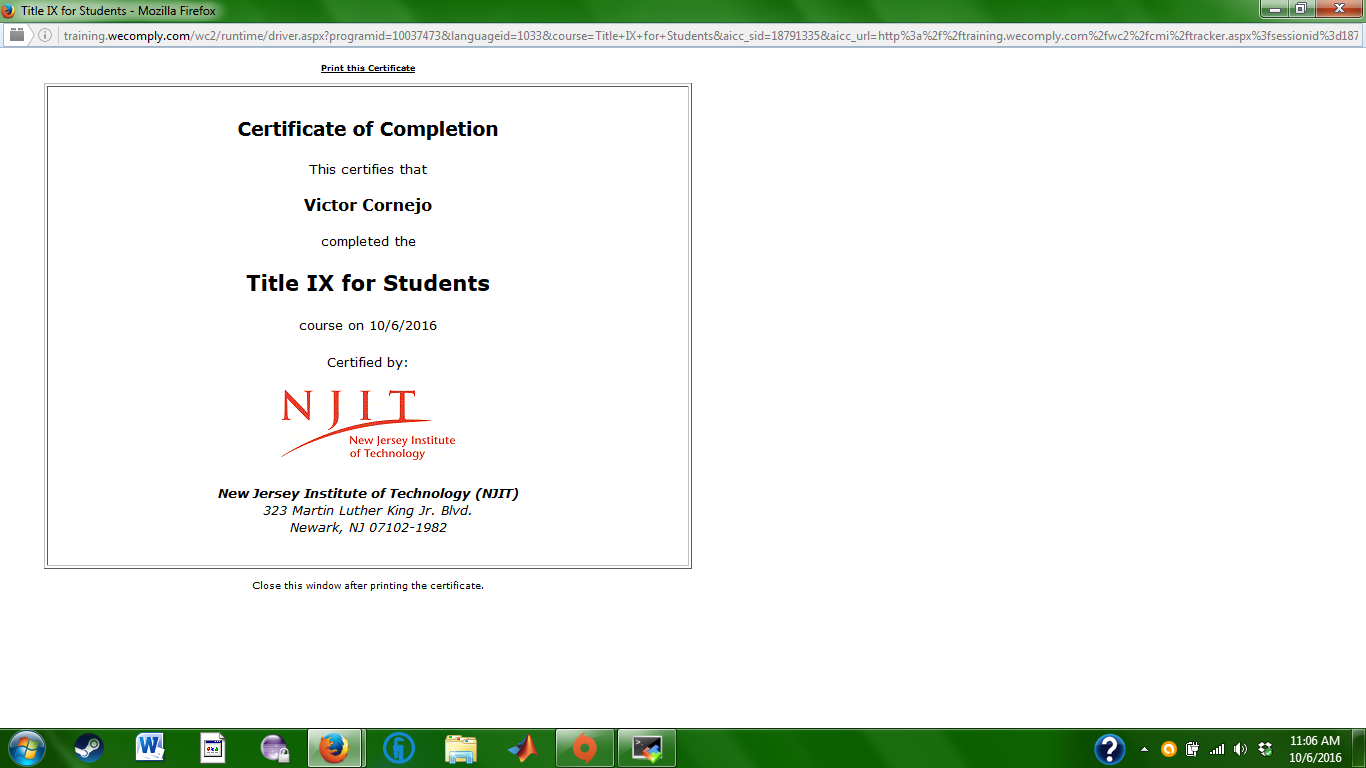 Title IX for Students - Mozilla Firefox
training.wecomply.com/wc2/runtime/driver.aspx?programid=10037473&languageid=1033&course=Title+IX+for+Students&aicc_sid=18791335&aicc_url=http%3a%2f%2ftraining.wecomply.com%2fwc2%2fcmi%2ftracker.aspx%3fsessionid%3d187
Print this Certificate
Certificate of Completion
This certifies that
Victor Cornejo
completed the
Title IX for Students
course on 10/6/2016
Certified by:
NJIT
New Jersey Institute
of Technology
New Jersey Institute of Technology (NJIT)
323 Martin Luther King Jr. Blvd.
Newark, NJ 07102-1982
Close this window after printing the certificate.
11:06 AM
10/6/2016